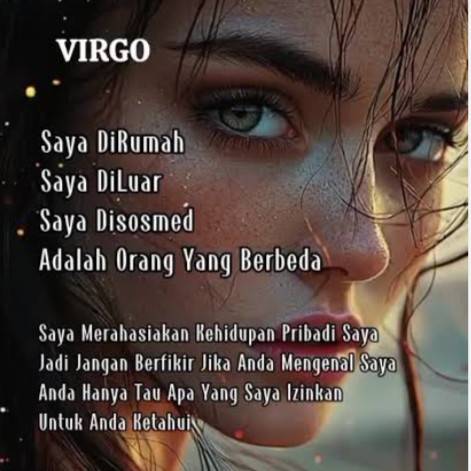 VIRGO
Saya DiRumah
Saya DiLuar
Saya Disosmed
Adalah Orang Yang Berbeda
Saya Merahasiakan Kehidupan Pribadi Saya
Jadi Jangan Berfikir Jika Anda Mengenal Saya
Anda Hanya Tau Apa Yang Saya Izinkan
Untuk Anda Ketahui